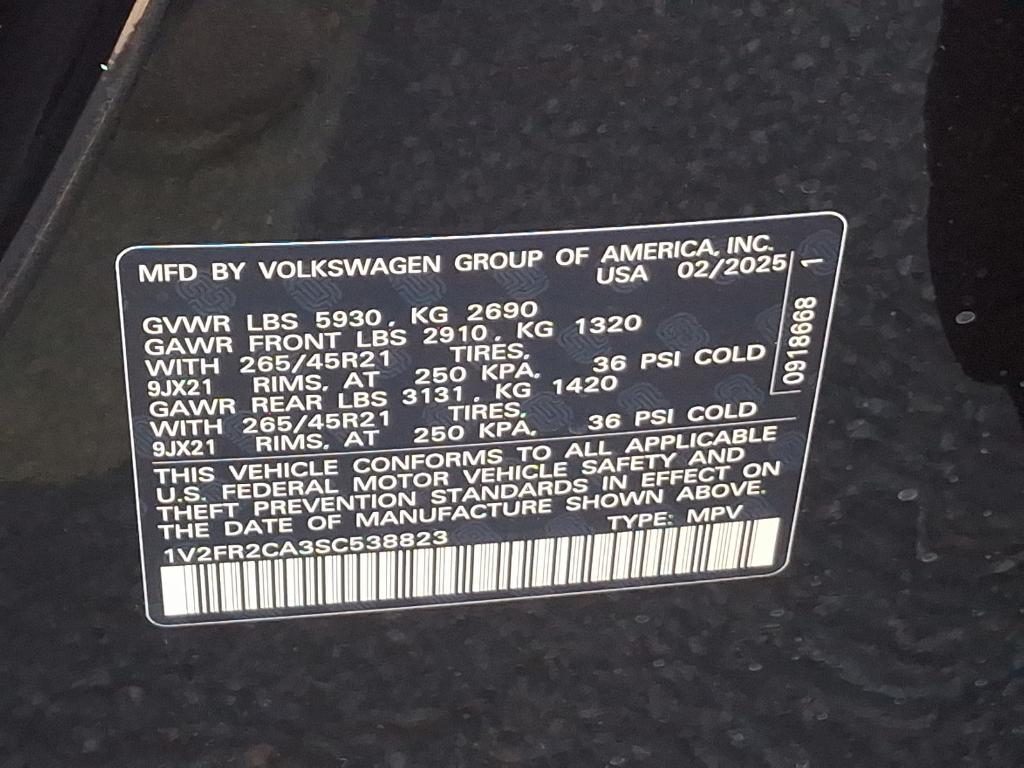 MFD BY VOLKSWAGEN GROUP OF AMERICA, INC.
USA 02/2025
GVWR LBS 5930, KG 2690
GAWR FRONT LBS 2910, KG 1320
WITH 265/45R21 TIRES,
9JX21 RIMS, AT 250 KPA, 36 PSI COLD
GAWR REAR LBS 3131, KG 1420
WITH 265/45R21 TIRES,
9JX21 RIMS, AT 250 KPA, 36 PSI COLD
0918668 1
THIS VEHICLE CONFORMS TO ALL APPLICABLE
U.S. FEDERAL MOTOR VEHICLE SAFETY AND
THEFT PREVENTION STANDARDS IN EFFECT ON
THE DATE OF MANUFACTURE SHOWN ABOVE.
1V2FR2CA3SC538823 TYPE: MPV